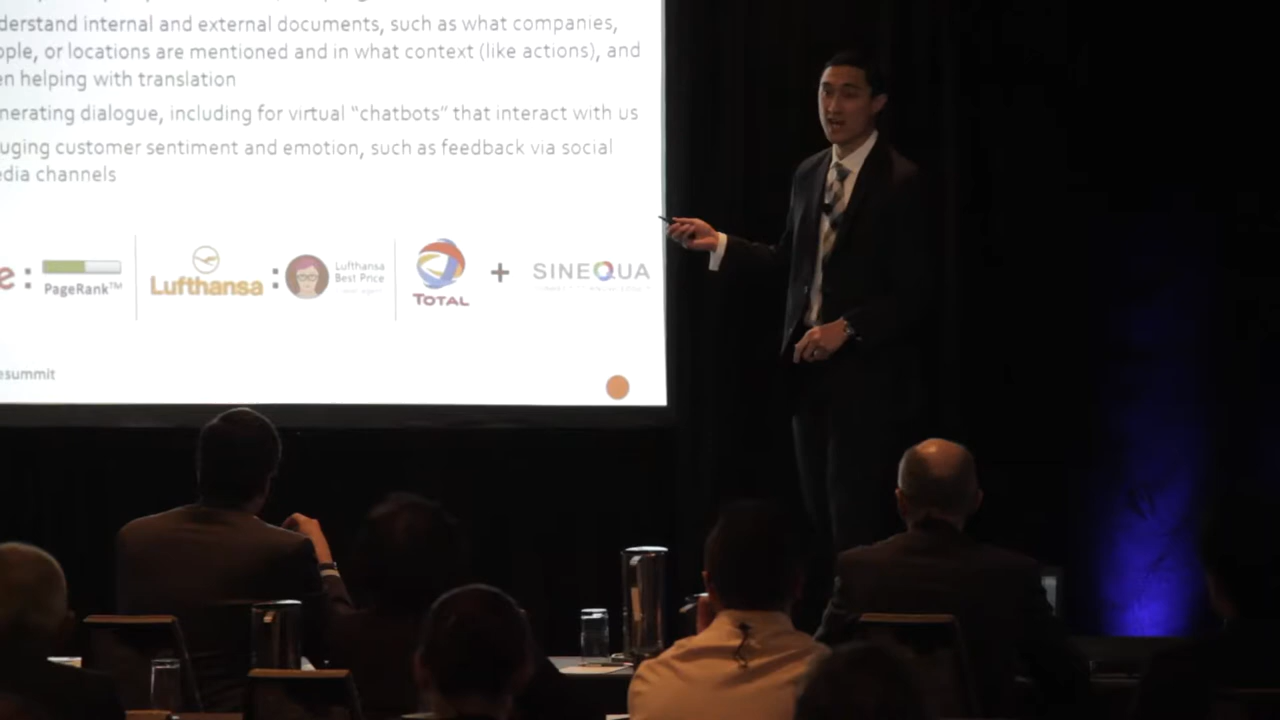 derstand internal and external documents, such as what companies,
ople, or locations are mentioned and in what context (like actions), and
en helping with translation
nerating dialogue, including for virtual “chatbots” that interact with us
uging customer sentiment and emotion, such as feedback via social
edia channels
e : PageRank™
Lufthansa : Lufthansa
Best Price
TOTAL + SINEQUA
esummit